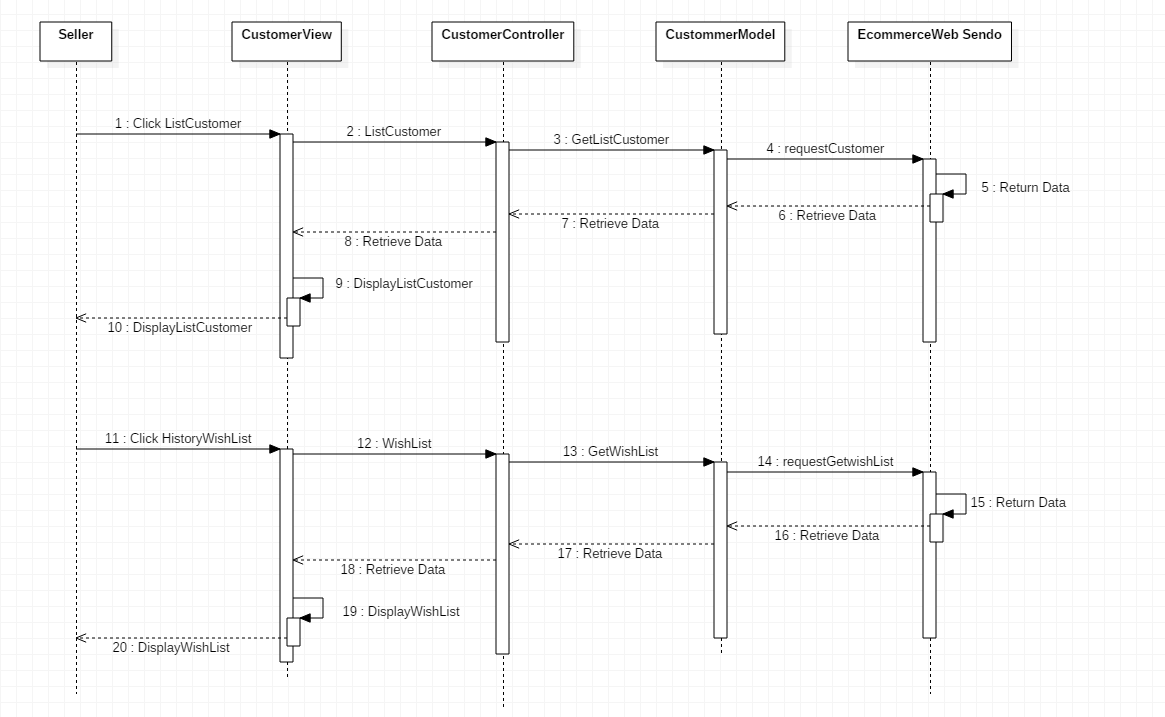 Seller
CustomerView
CustomerController
CustommerModel
EcommerceWeb Sendo
1 : Click ListCustomer
2 : ListCustomer
3 : GetListCustomer
4 : requestCustomer
5 : Return Data
6 : Retrieve Data
7 : Retrieve Data
8 : Retrieve Data
9 : DisplayListCustomer
10 : DisplayListCustomer
11 : Click HistoryWishList
12 : WishList
13 : GetWishList
14 : requestGetwishList
15 : Return Data
16 : Retrieve Data
17 : Retrieve Data
18 : Retrieve Data
19 : DisplayWishList
20 : DisplayWishList